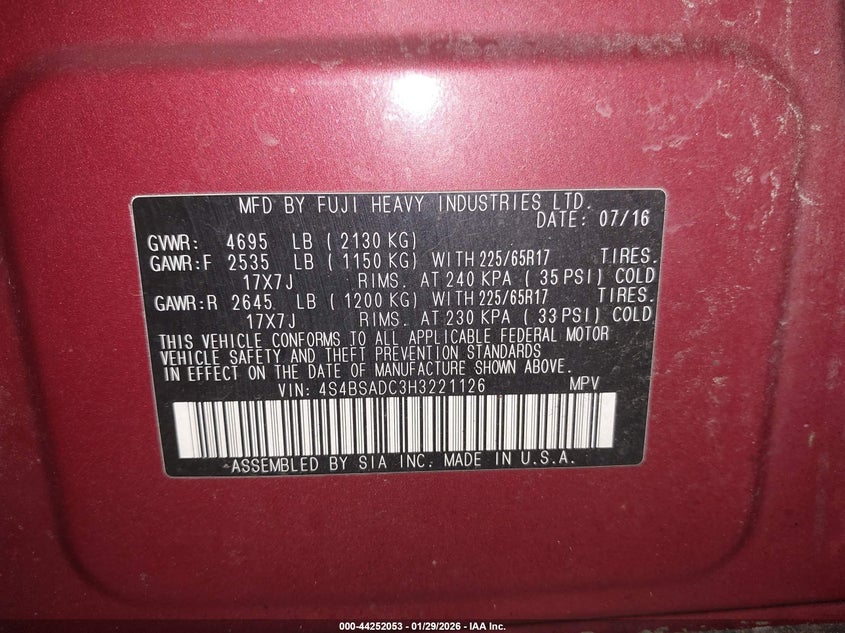 MFD BY FUJI HEAVY INDUSTRIES LTD.
DATE: 07/16
GVWR: 4695 LB ( 2130 KG)
GAWR:F 2535 LB ( 1150 KG) WITH 225/65R17 TIRES.
17X7J RIMS. AT 240 KPA ( 35 PSI) COLD
GAWR:R 2645 LB ( 1200 KG) WITH 225/65R17 TIRES.
17X7J RIMS. AT 230 KPA ( 33 PSI) COLD
THIS VEHICLE CONFORMS TO ALL APPLICABLE FEDERAL MOTOR
VEHICLE SAFETY AND THEFT PREVENTION STANDARDS
IN EFFECT ON THE DATE OF MANUFACTURE SHOWN ABOVE.
VIN: 4S4BSADC3H3221126 MPV
ASSEMBLED BY SIA INC. MADE IN U.S.A.
000-44252053 - 01/29/2026 - IAA Inc.